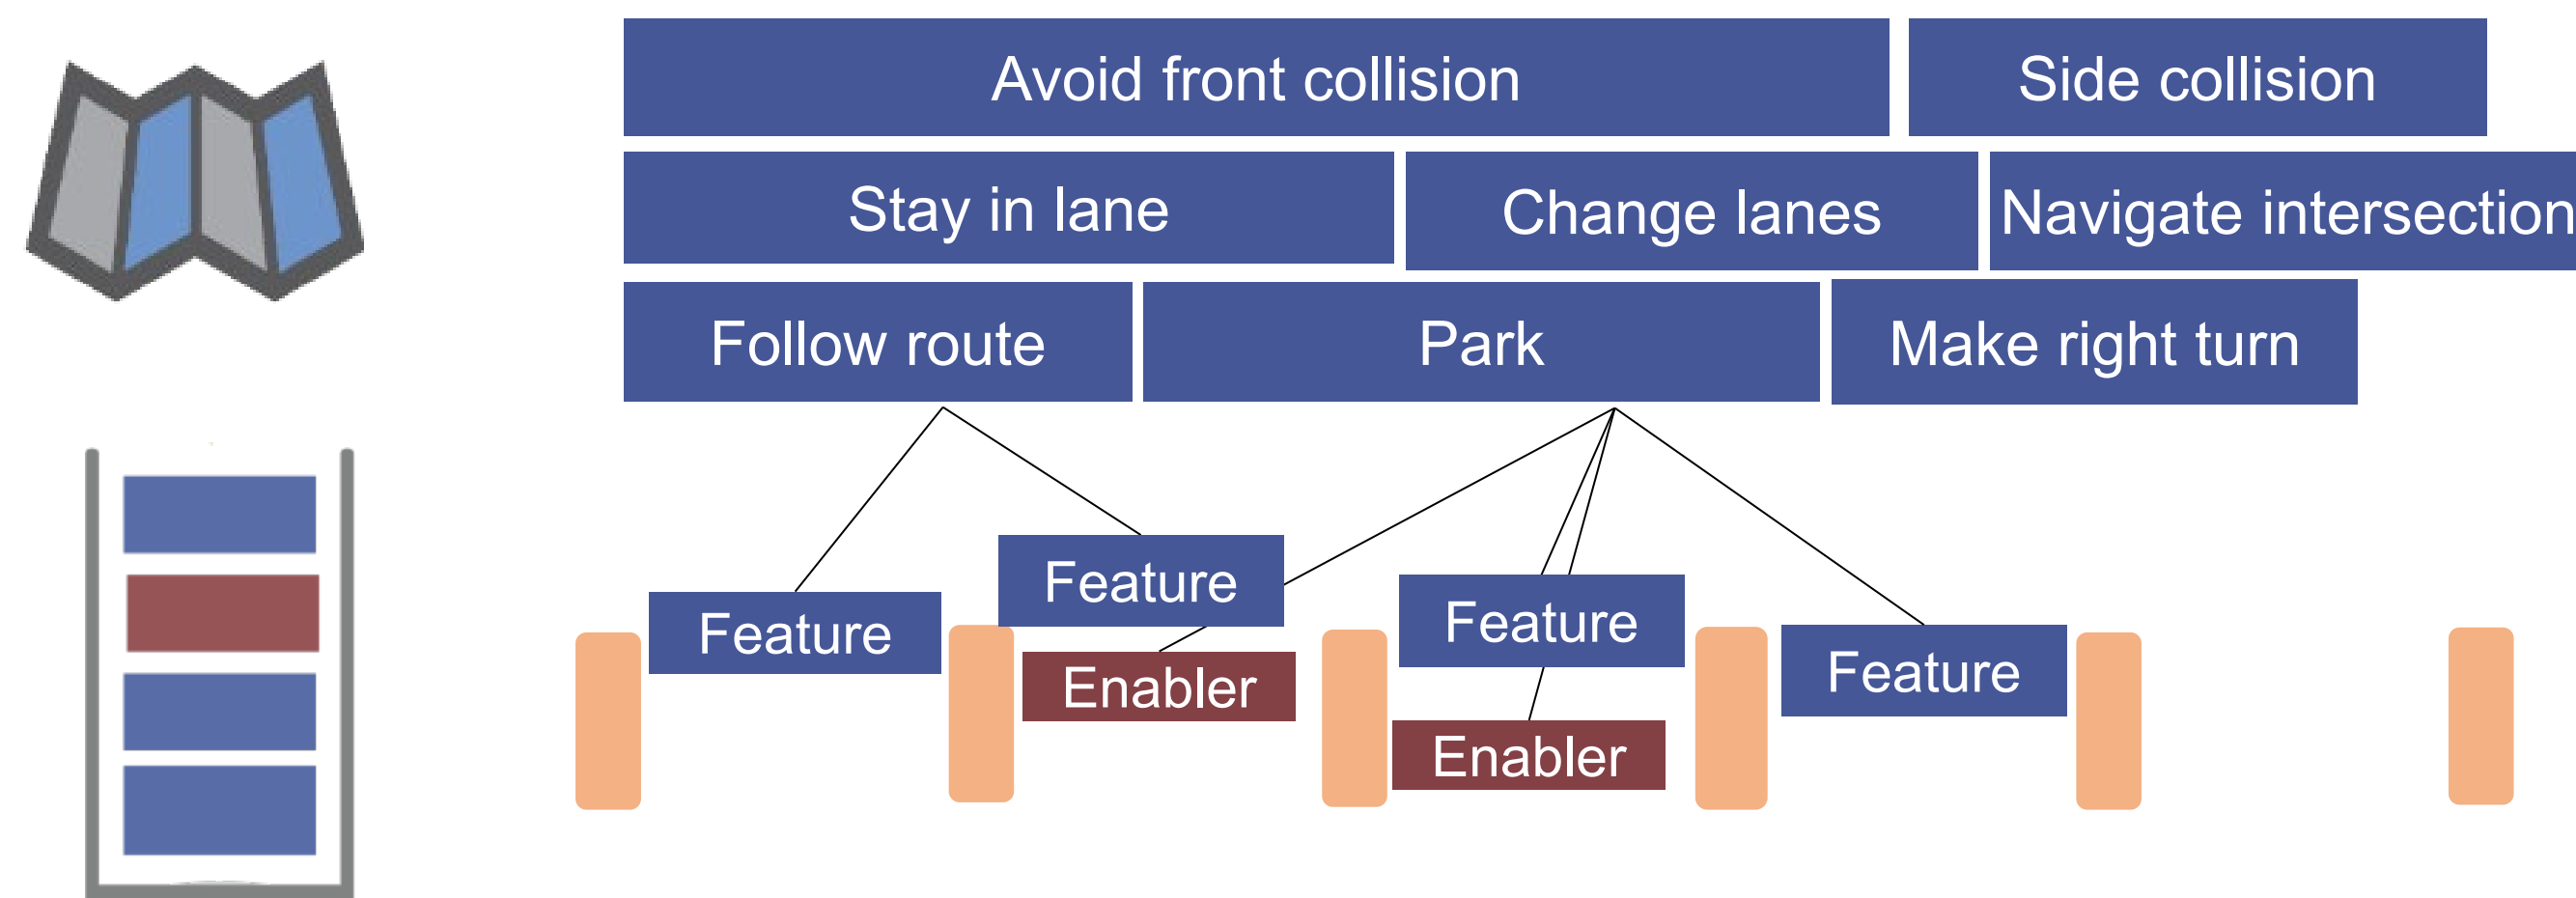 Avoid front collision
Side collision
Stay in lane
Change lanes
Navigate intersection
Follow route
Park
Make right turn
Feature
Feature
Feature
Feature
Enabler
Enabler